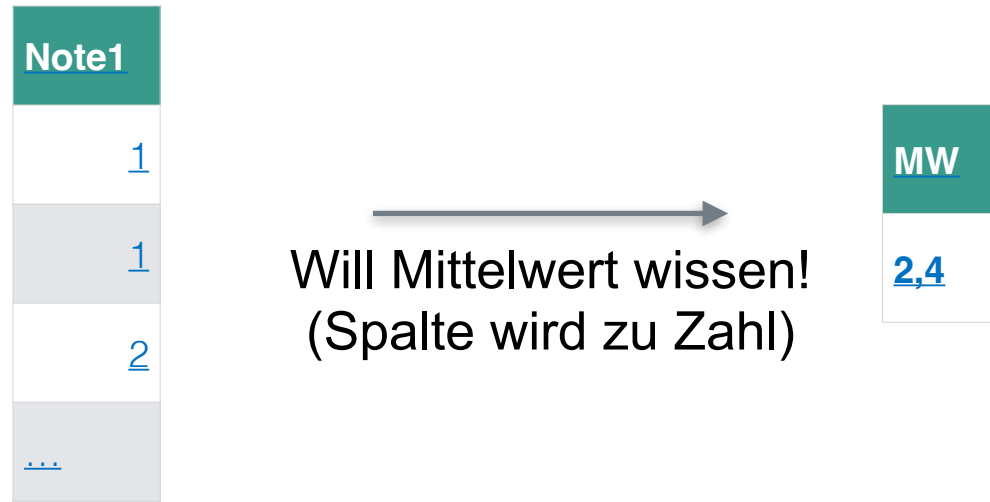 Note1
1
1
2
...
Will Mittelwert wissen!
(Spalte wird zu Zahl)
MW
2,4